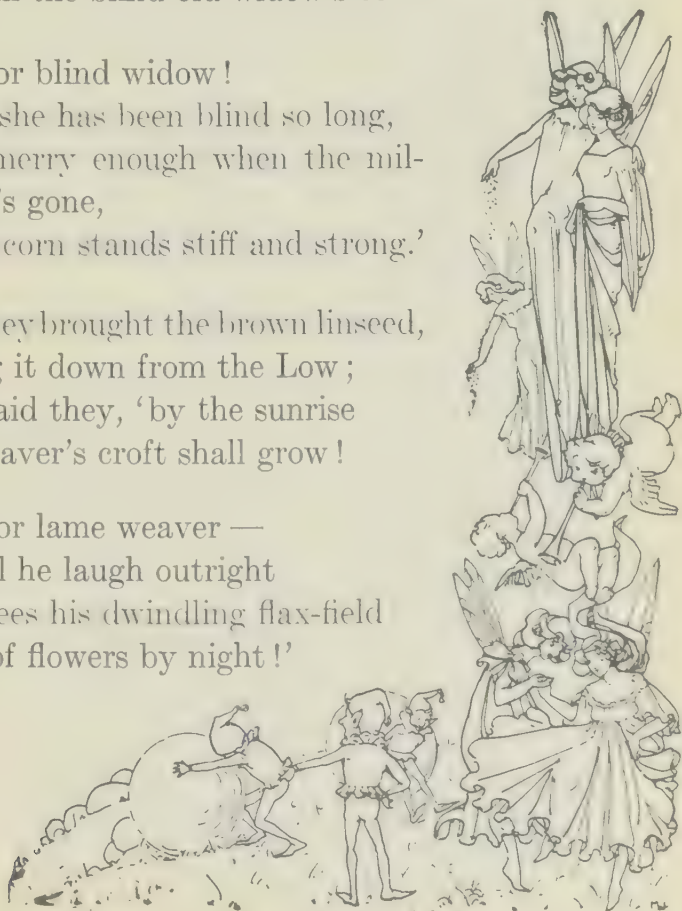 or blind widow!
she has been blind so long,
merry enough when the mil-
's gone,
corn stands stiff and strong.'
ey brought the brown linseed,
it down from the Low;
aid they, 'by the sunrise
aver's croft shall grow!
or lame weaver —
l he laugh outright
ees his dwindling flax-field
of flowers by night!'